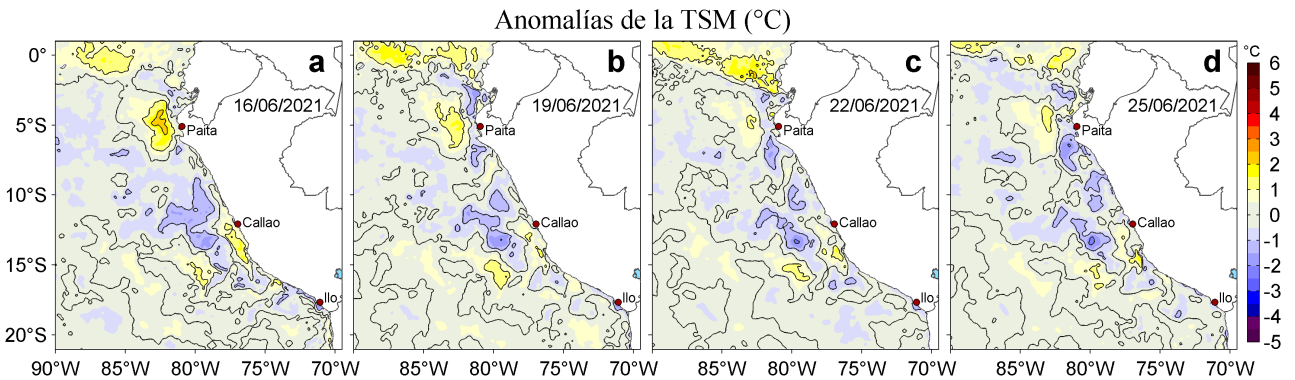 Anomalías de la TSM (°C)
a
16/06/2021
Paita
Callao
Ilo
b
19/06/2021
Paita
Callao
Ilo
c
22/06/2021
Paita
Callao
Ilo
d
25/06/2021
Paita
Callao
Ilo
0°
5°S
10°S
15°S
20°S
90°W
85°W
80°W
75°W
70°W
85°W
80°W
75°W
70°W
85°W
80°W
75°W
70°W
85°W
80°W
75°W
70°W
°C
6
5
4
3
2
1
0
-1
-2
-3
-4
-5